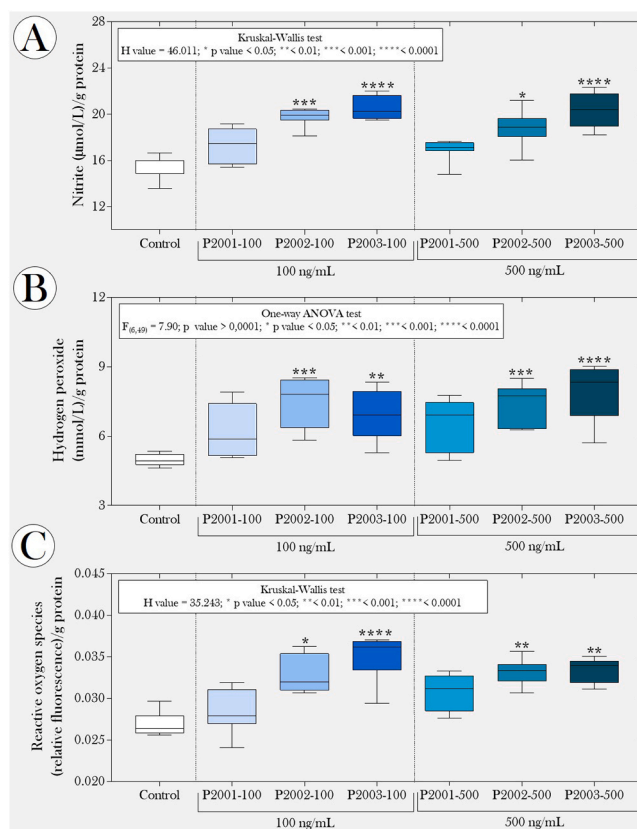 A
Nitrite (μmol/L)/g protein
28
24
20
16
12
Kruskal-Wallis test
H value = 46.011; * p value < 0.05; **< 0.01; ***< 0.001; ****< 0.0001
*** **** * ****
Control P2001-100 P2002-100 P2003-100 P2001-500 P2002-500 P2003-500
100 ng/mL 500 ng/mL
B
Hydrogen peroxide
(mmol/L)/g protein
12
9
6
3
One-way ANOVA test
F(6,49) = 7.90; p value > 0,0001; * p value < 0.05; **< 0.01; ***< 0.001; ****< 0.0001
*** ** *** ****
Control P2001-100 P2002-100 P2003-100 P2001-500 P2002-500 P2003-500
100 ng/mL 500 ng/mL
C
Reactive oxygen species
(relative fluorescence)/g protein
0.045
0.040
0.035
0.030
0.025
0.020
Kruskal-Wallis test
H value = 35.243; * p value < 0.05; **< 0.01; ***< 0.001; ****< 0.0001
* **** ** **
Control P2001-100 P2002-100 P2003-100 P2001-500 P2002-500 P2003-500
100 ng/mL 500 ng/mL